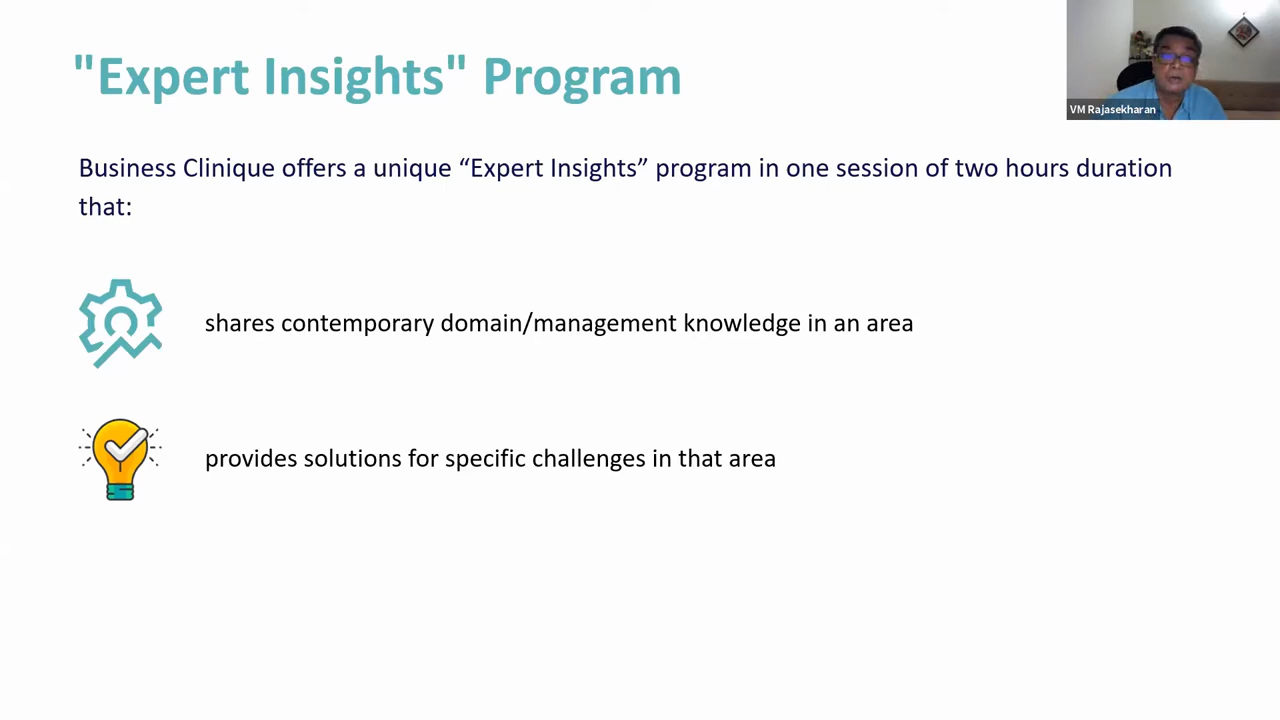 "Expert Insights" Program
VM Rajasekharan
Business Clinique offers a unique “Expert Insights” program in one session of two hours duration
that:
shares contemporary domain/management knowledge in an area
provides solutions for specific challenges in that area